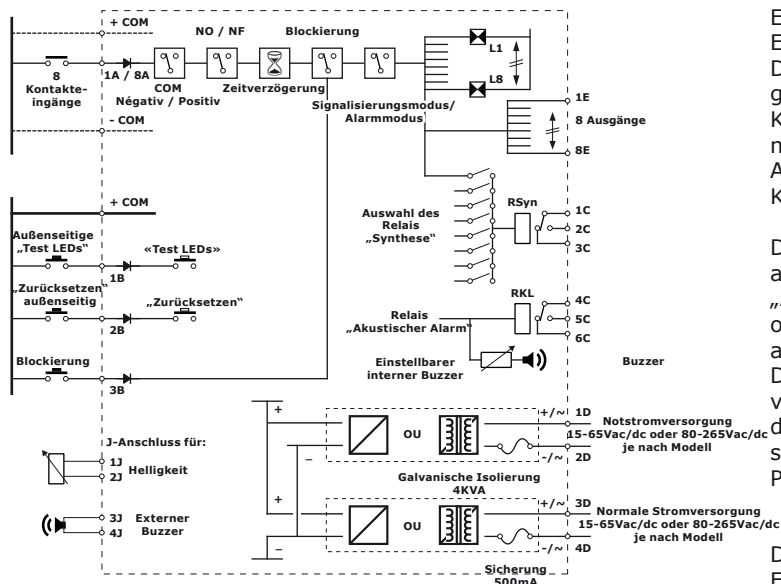 + COM
NO / NF
Blockierung
8
Kontakte-
eingänge
1A / 8A
COM
Négativ / Positiv
Zeitverzögerung
Signalisierungsmodus/
Alarmmodus
L1
L8
1E
8 Ausgänge
8E
- COM
+ COM
Außenseitige
„Test LEDs“
«Test LEDs»
1B
„Zurücksetzen“
außenseitig
„Zurücksetzen“
2B
Blockierung
3B
Auswahl des
Relais
„Synthese“
RSyn
1C
2C
3C
Relais
„Akustischer Alarm“
RKL
4C
5C
6C
Einstellbarer
interner Buzzer
Buzzer
J-Anschluss für:
1J
2J
Helligkeit
3J
4J
Externer
Buzzer
+
–
OU
+/~ 1D
-/~ 2D
Notstromversorgung
15-65Vac/dc oder 80-265Vac/dc
je nach Modell
Galvanische Isolierung
4KVA
+
–
OU
+/~ 3D
-/~ 4D
Normale Stromversorgung
15-65Vac/dc oder 80-265Vac/dc
je nach Modell
Sicherung
500mA